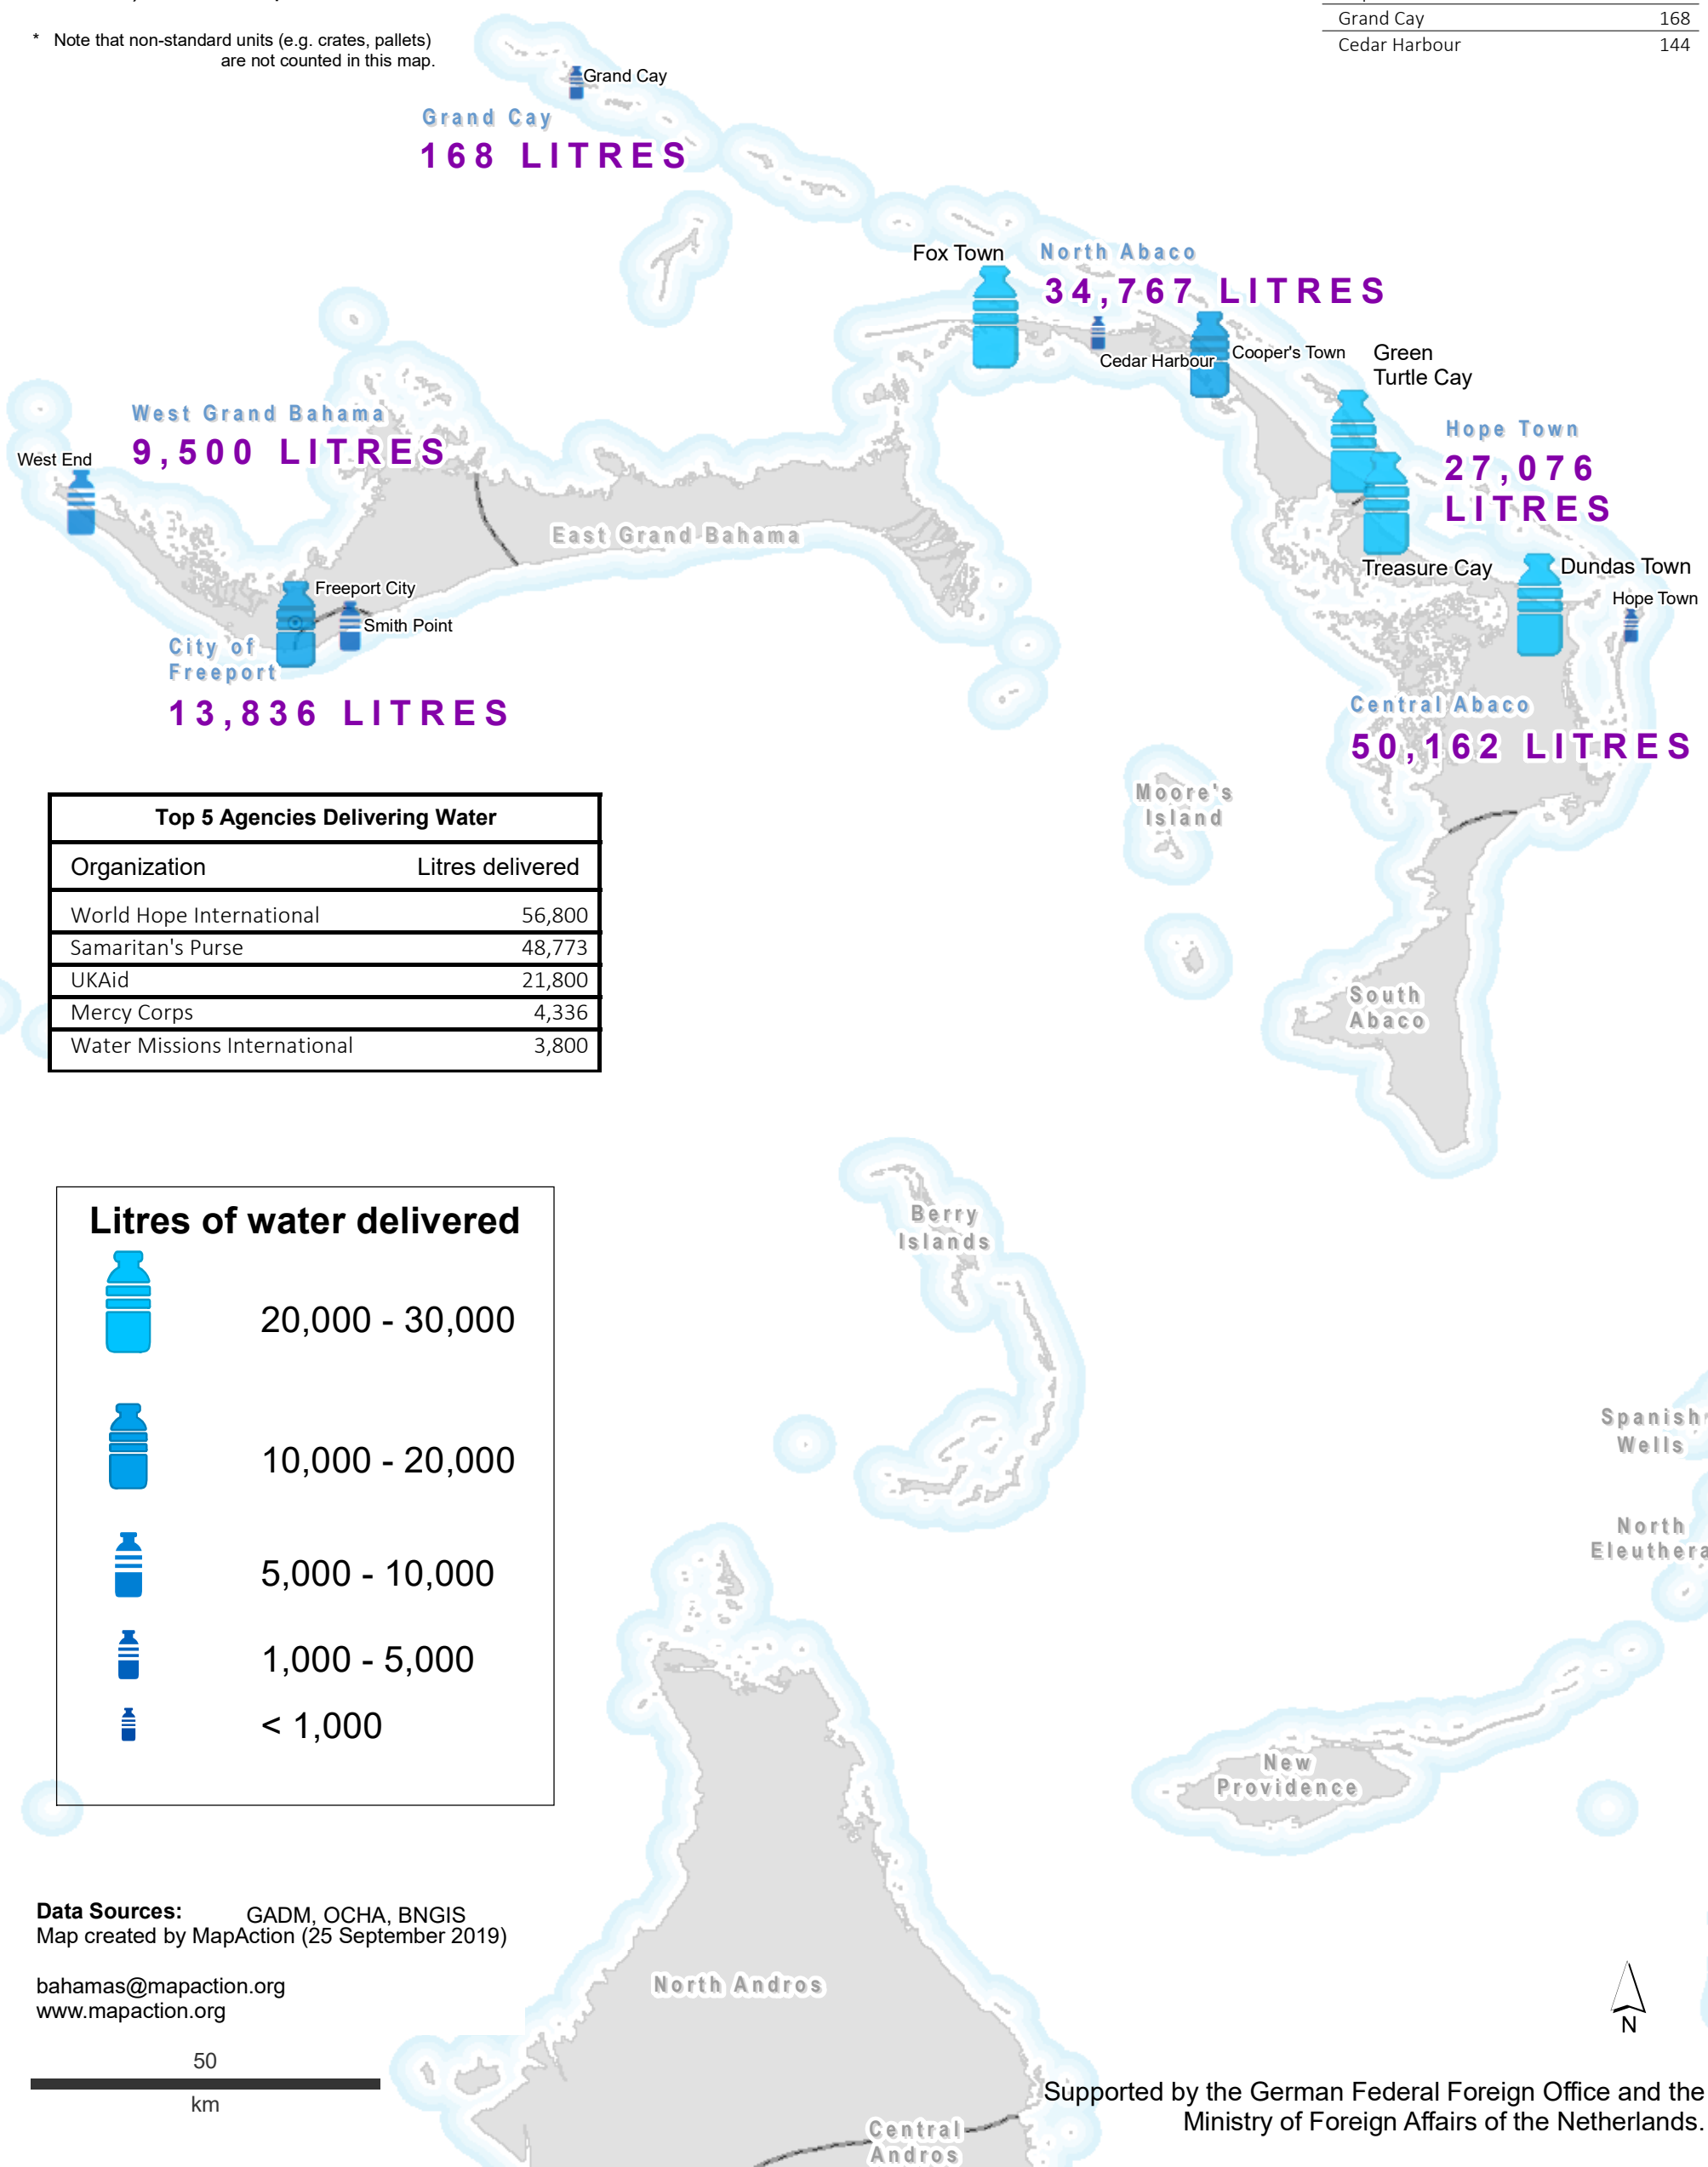 * Note that non-standard units (e.g. crates, pallets)
are not counted in this map.
Grand Cay 168
Cedar Harbour 144
Grand Cay
Grand Cay
168 LITRES
Fox Town
North Abaco
34,767 LITRES
Cedar Harbour
Cooper's Town
Green
Turtle Cay
West Grand Bahama
9,500 LITRES
West End
Hope Town
27,076
LITRES
East Grand Bahama
Treasure Cay
Dundas Town
Hope Town
Freeport City
Smith Point
City of
Freeport
13,836 LITRES
Central Abaco
50,162 LITRES
Moore's
Island
Top 5 Agencies Delivering Water
Organization Litres delivered
World Hope International 56,800
Samaritan's Purse 48,773
UKAid 21,800
Mercy Corps 4,336
Water Missions International 3,800
South
Abaco
Berry
Islands
Litres of water delivered
20,000 - 30,000
10,000 - 20,000
5,000 - 10,000
1,000 - 5,000
< 1,000
Spanish
Wells
North
Eleuthera
New
Providence
Data Sources: GADM, OCHA, BNGIS
Map created by MapAction (25 September 2019)
bahamas@mapaction.org
www.mapaction.org
North Andros
N
50
km
Supported by the German Federal Foreign Office and the
Ministry of Foreign Affairs of the Netherlands.
Central
Andros